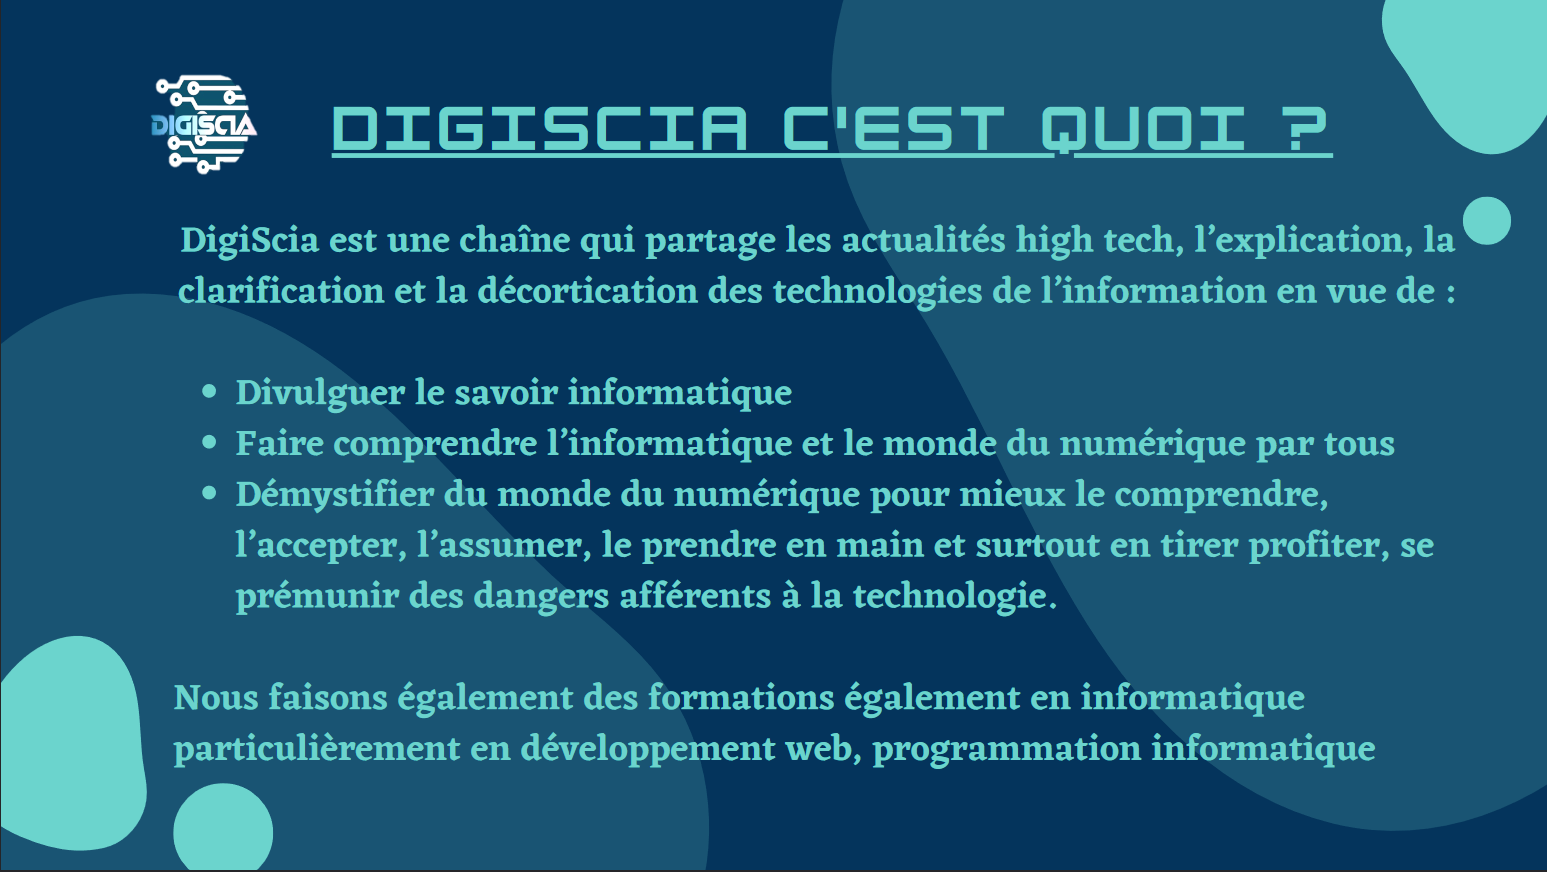 DIGISCIA
DIGISCIA C'EST QUOI ?
DigiScia est une chaîne qui partage les actualités high tech, l’explication, la
clarification et la décortication des technologies de l’information en vue de :
• Divulguer le savoir informatique
• Faire comprendre l’informatique et le monde du numérique par tous
• Démystifier du monde du numérique pour mieux le comprendre,
l’accepter, l’assumer, le prendre en main et surtout en tirer profiter, se
prémunir des dangers afférents à la technologie.
Nous faisons également des formations également en informatique
particulièrement en développement web, programmation informatique